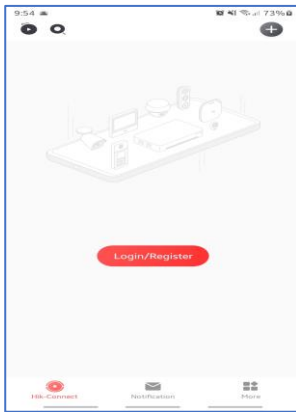 9:54
73%
Login/Register
Hik-Connect
Notification
More